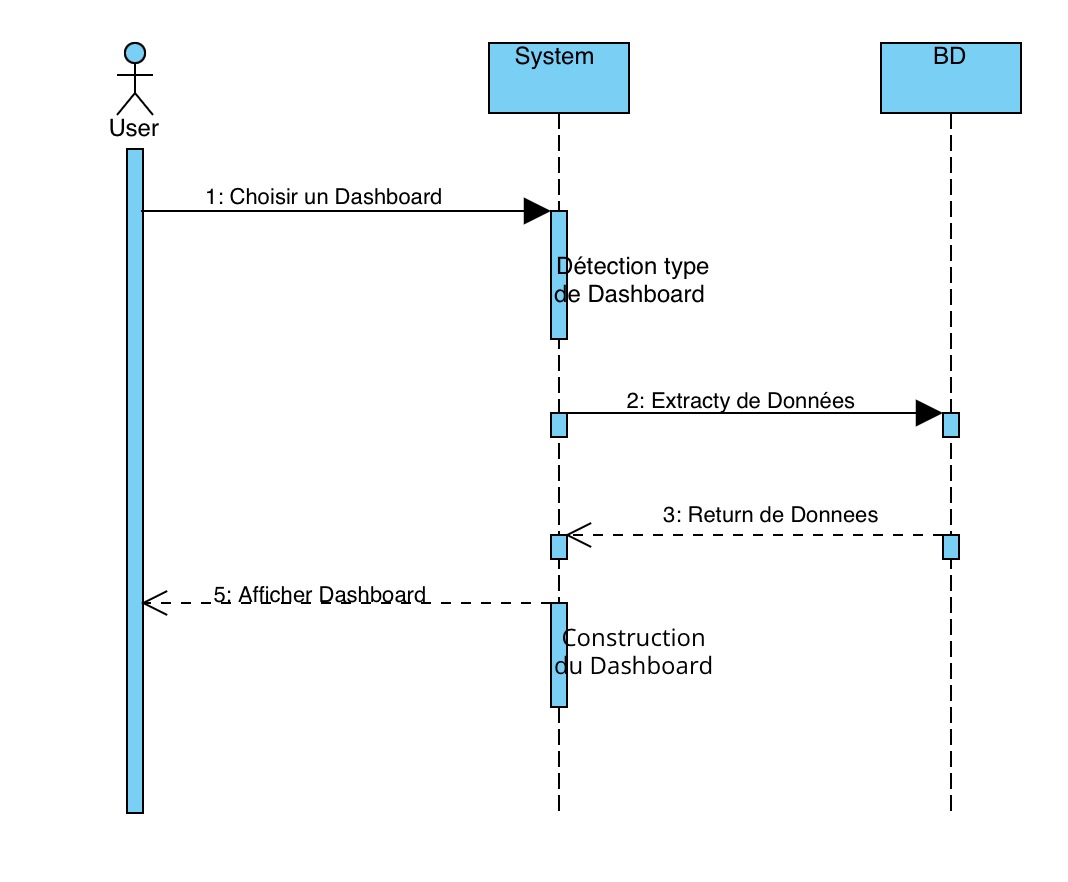 User
System
BD
1: Choisir un Dashboard
Détection type
de Dashboard
2: Extracty de Données
3: Return de Donnees
5: Afficher Dashboard
Construction
du Dashboard